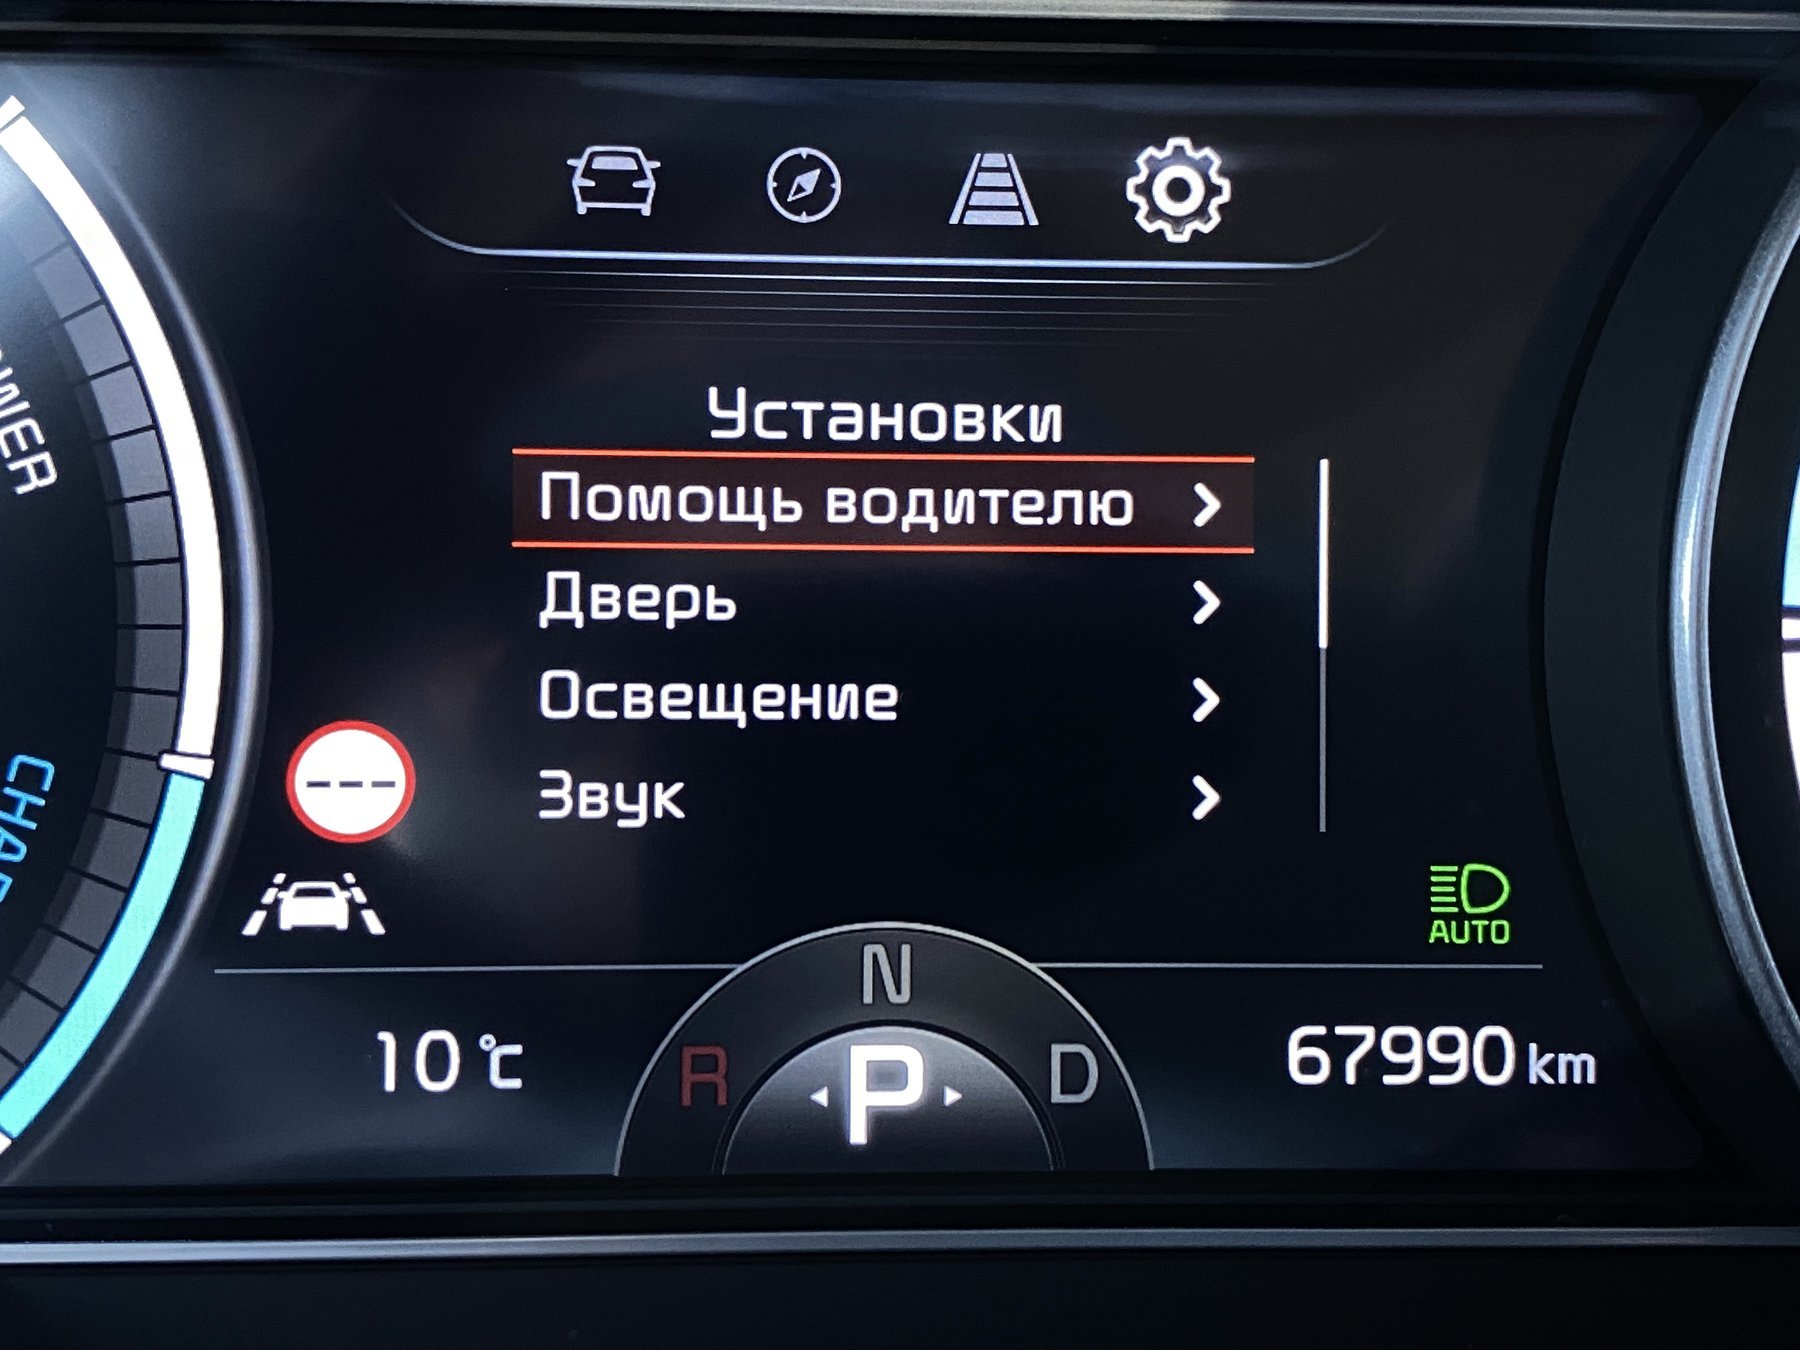 Установки
Помощь водителю
Дверь
Освещение
Звук
AUTO
N
R P D
10 °C
67990 km